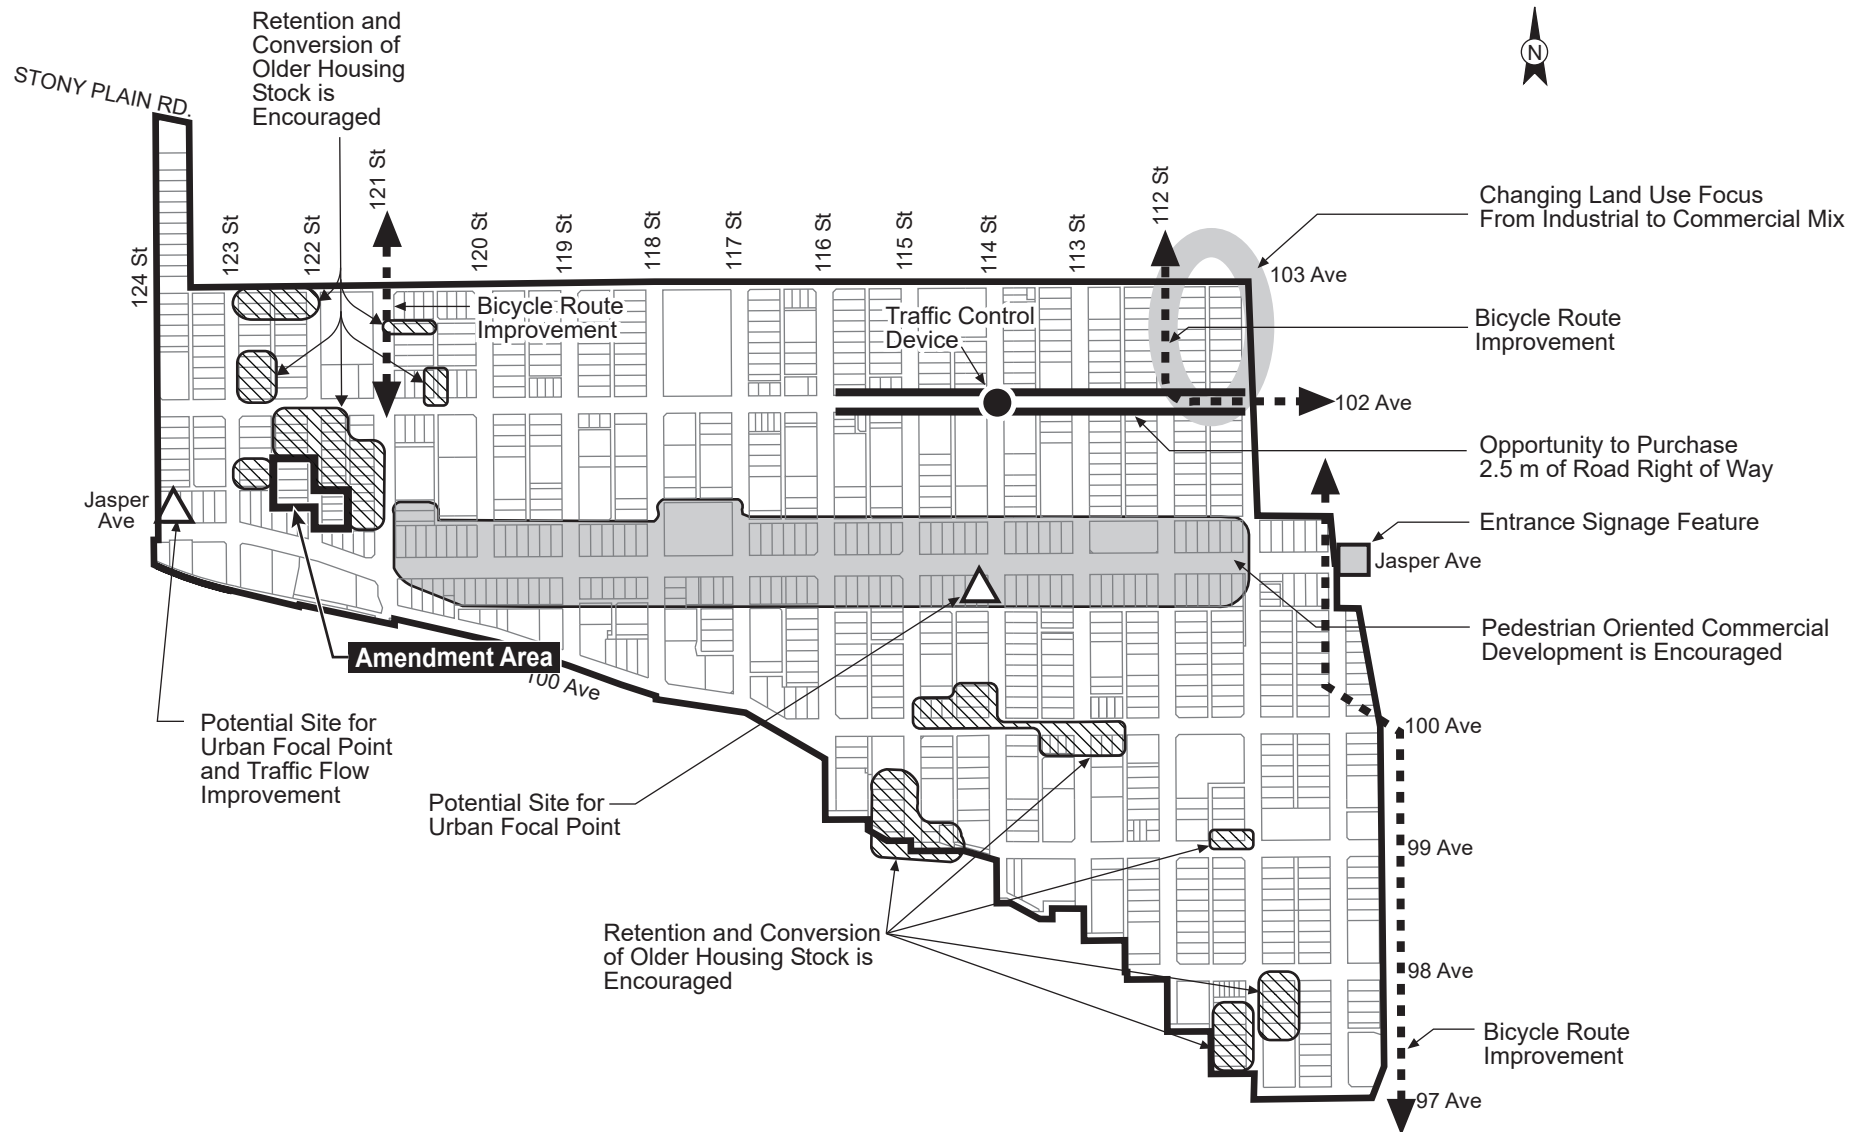 Retention and
Conversion of
Older Housing
Stock is
Encouraged
STONY PLAIN RD.
N
124 St
123 St
122 St
121 St
120 St
119 St
118 St
117 St
116 St
115 St
114 St
113 St
112 St
Changing Land Use Focus
From Industrial to Commercial Mix
103 Ave
Bicycle Route
Improvement
Traffic Control
Device
Bicycle Route
Improvement
102 Ave
Opportunity to Purchase
2.5 m of Road Right of Way
Jasper
Ave
Entrance Signage Feature
Jasper Ave
Pedestrian Oriented Commercial
Development is Encouraged
Amendment Area
100 Ave
Potential Site for
Urban Focal Point
and Traffic Flow
Improvement
100 Ave
Potential Site for
Urban Focal Point
99 Ave
Retention and Conversion
of Older Housing Stock is
Encouraged
98 Ave
Bicycle Route
Improvement
97 Ave